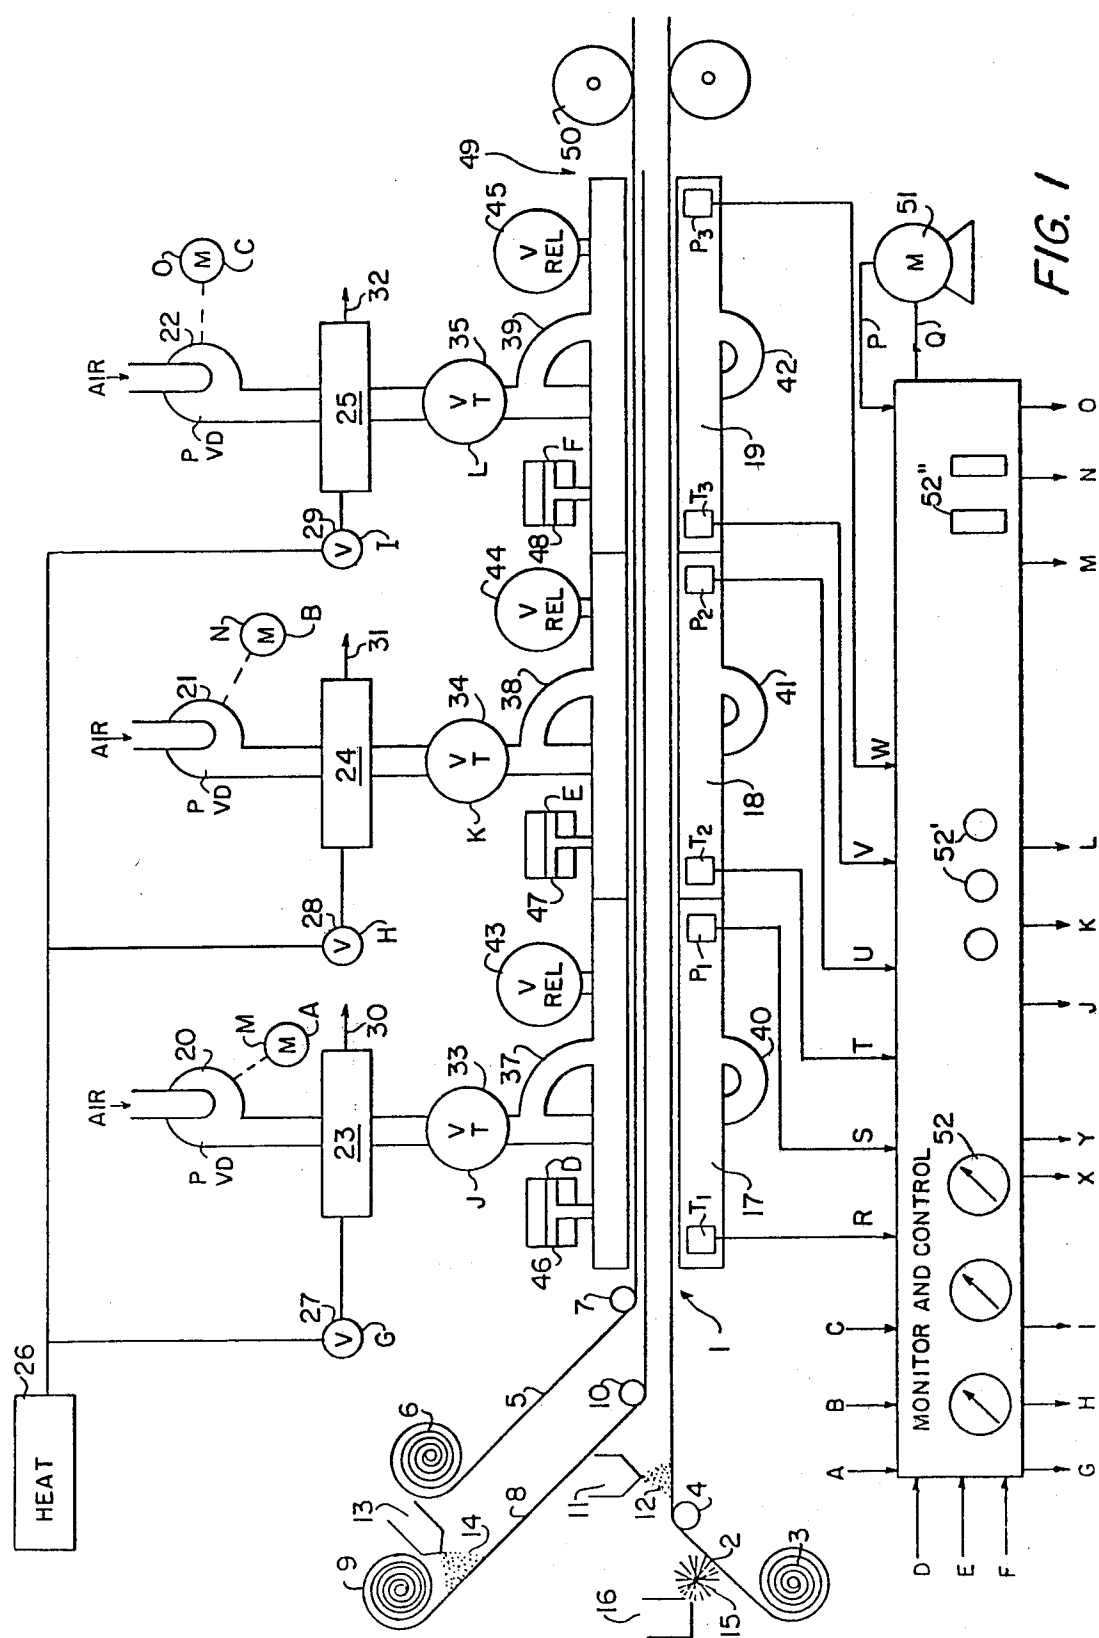 HEAT
26
AIR
P
VD
20
M
M
A
AIR
P
VD
21
N
M
B
AIR
P
VD
22
O
M
C
27
V
G
23
30
28
V
H
24
31
29
V
I
25
32
33
V
T
J
34
V
T
K
35
V
T
L
9
13
14
6
8
5
7
10
46
D
37
43
V
REL
47
E
38
44
V
REL
48
F
39
45
V
REL
49
50
11
12
16
15
2
4
3
1
T1
17
40
P1
T2
18
41
P2
T3
19
42
P3
R
S
T
U
V
W
P
Q
M
51
A
B
C
D
E
F
MONITOR AND CONTROL
52
52'
52"
G
H
I
X
Y
J
K
L
M
N
O
FIG. 1